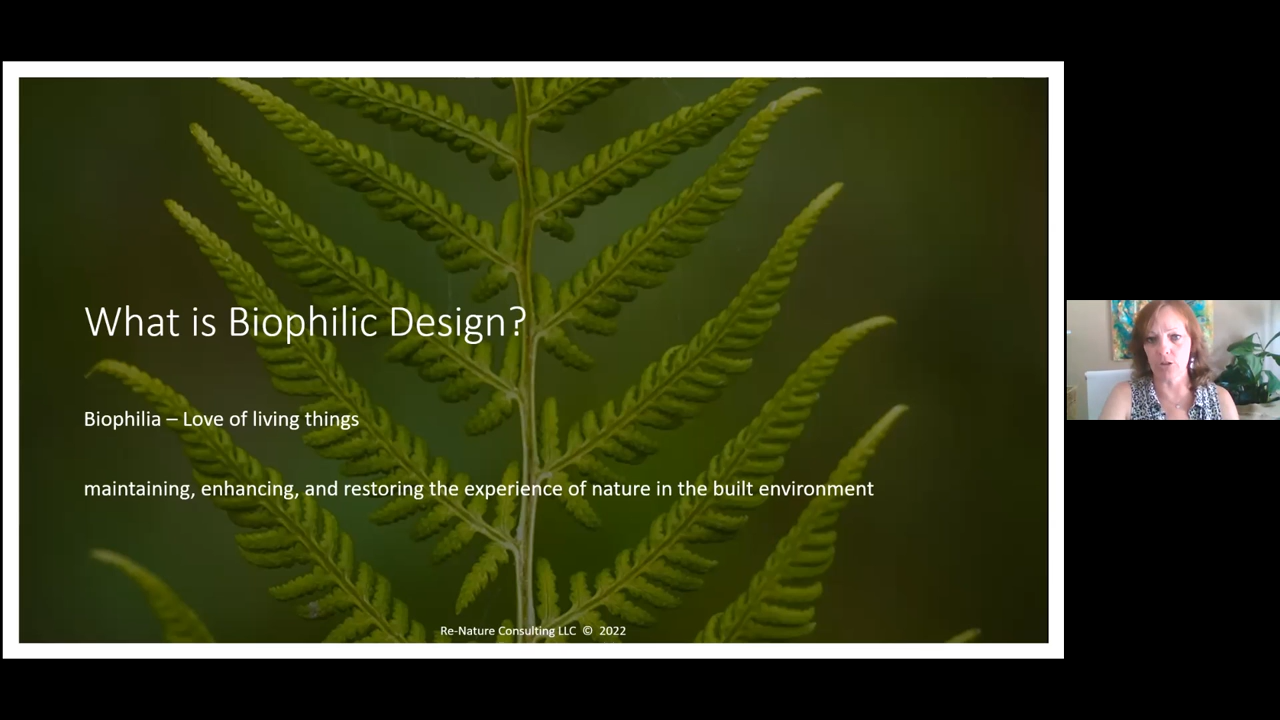 What is Biophilic Design?
Biophilia – Love of living things
maintaining, enhancing, and restoring the experience of nature in the built environment
Re-Nature Consulting LLC © 2022